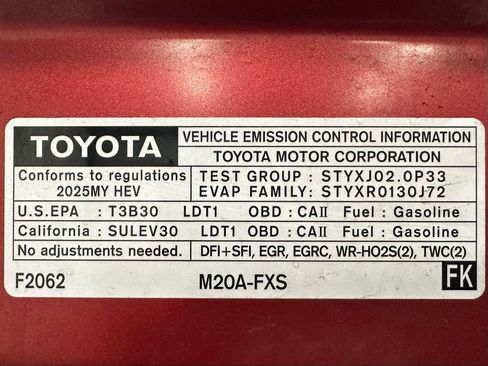 TOYOTA
VEHICLE EMISSION CONTROL INFORMATION
TOYOTA MOTOR CORPORATION
Conforms to regulations
2025MY HEV
TEST GROUP : STYXJ02.0P33
EVAP FAMILY: STYXR0130J72
U.S.EPA : T3B30 LDT1 OBD : CAII Fuel : Gasoline
California : SULEV30 LDT1 OBD : CAII Fuel : Gasoline
No adjustments needed. DFI+SFI, EGR, EGRC, WR-HO2S(2), TWC(2)
F2062 M20A-FXS FK